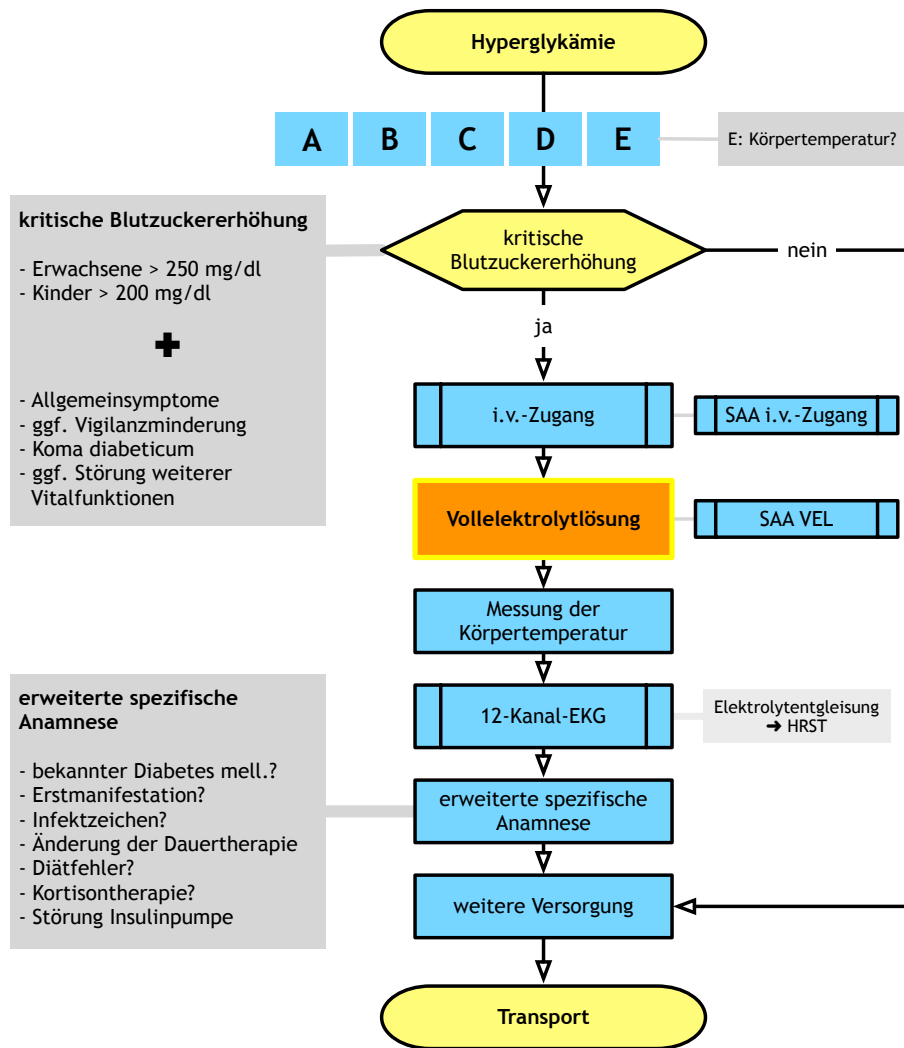 Hyperglykämie
A B C D E
E: Körpertemperatur?
kritische Blutzuckererhöhung
- Erwachsene > 250 mg/dl
- Kinder > 200 mg/dl
+
- Allgemeinsymptome
- ggf. Vigilanzminderung
- Koma diabeticum
- ggf. Störung weiterer
Vitalfunktionen
kritische
Blutzuckererhöhung
nein
ja
i.v.-Zugang
SAA i.v.-Zugang
Vollelektrolytlösung
SAA VEL
Messung der
Körpertemperatur
12-Kanal-EKG
Elektrolytentgleisung
➜ HRST
erweiterte spezifische
Anamnese
- bekannter Diabetes mell.?
- Erstmanifestation?
- Infektzeichen?
- Änderung der Dauertherapie
- Diätfehler?
- Kortisontherapie?
- Störung Insulinpumpe
erweiterte spezifische
Anamnese
weitere Versorgung
Transport